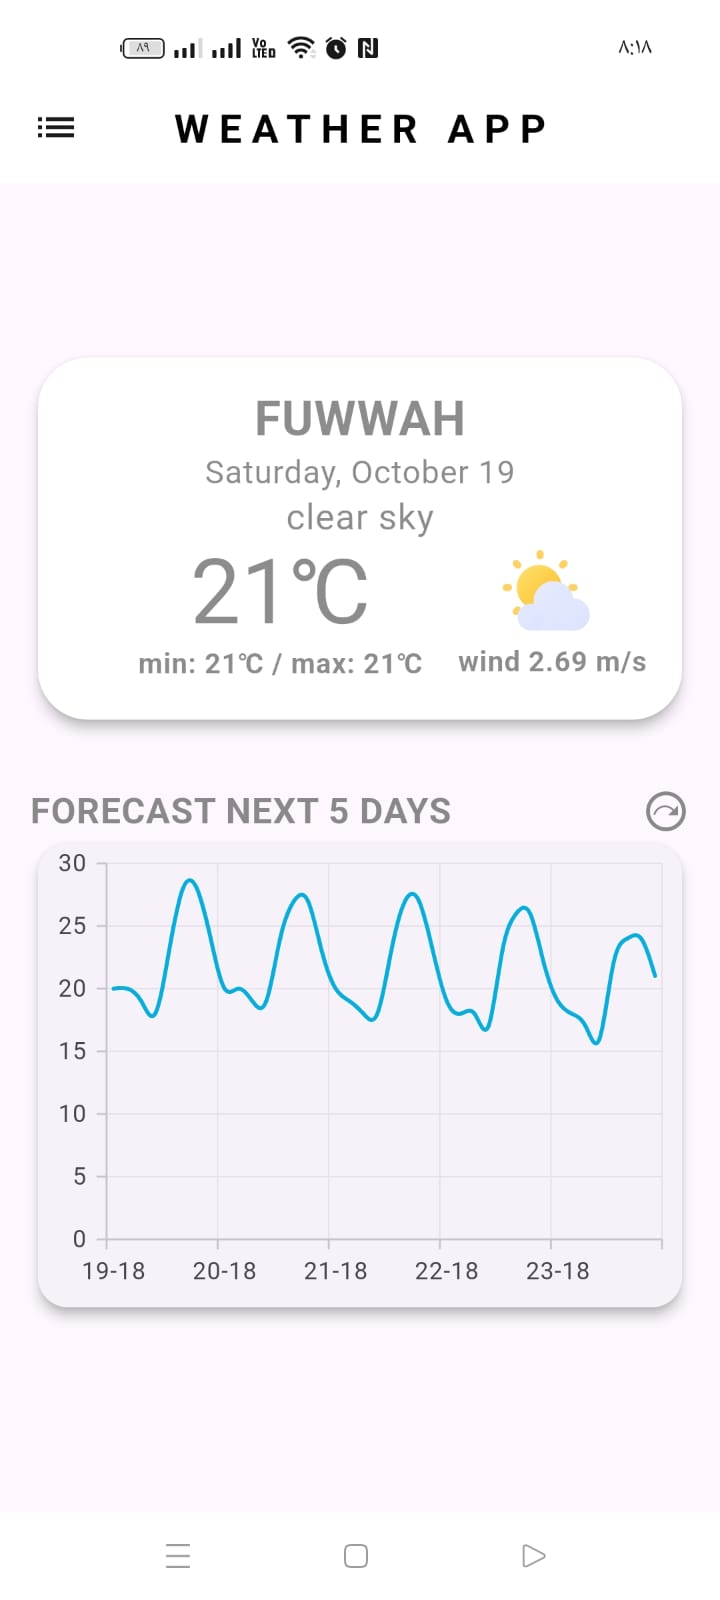 ٨٩ Vo LTED ٨:١٨
WEATHER APP
FUWWAH
Saturday, October 19
clear sky
21°C
min: 21°C / max: 21°C wind 2.69 m/s
FORECAST NEXT 5 DAYS
30
25
20
15
10
5
0
19-18 20-18 21-18 22-18 23-18